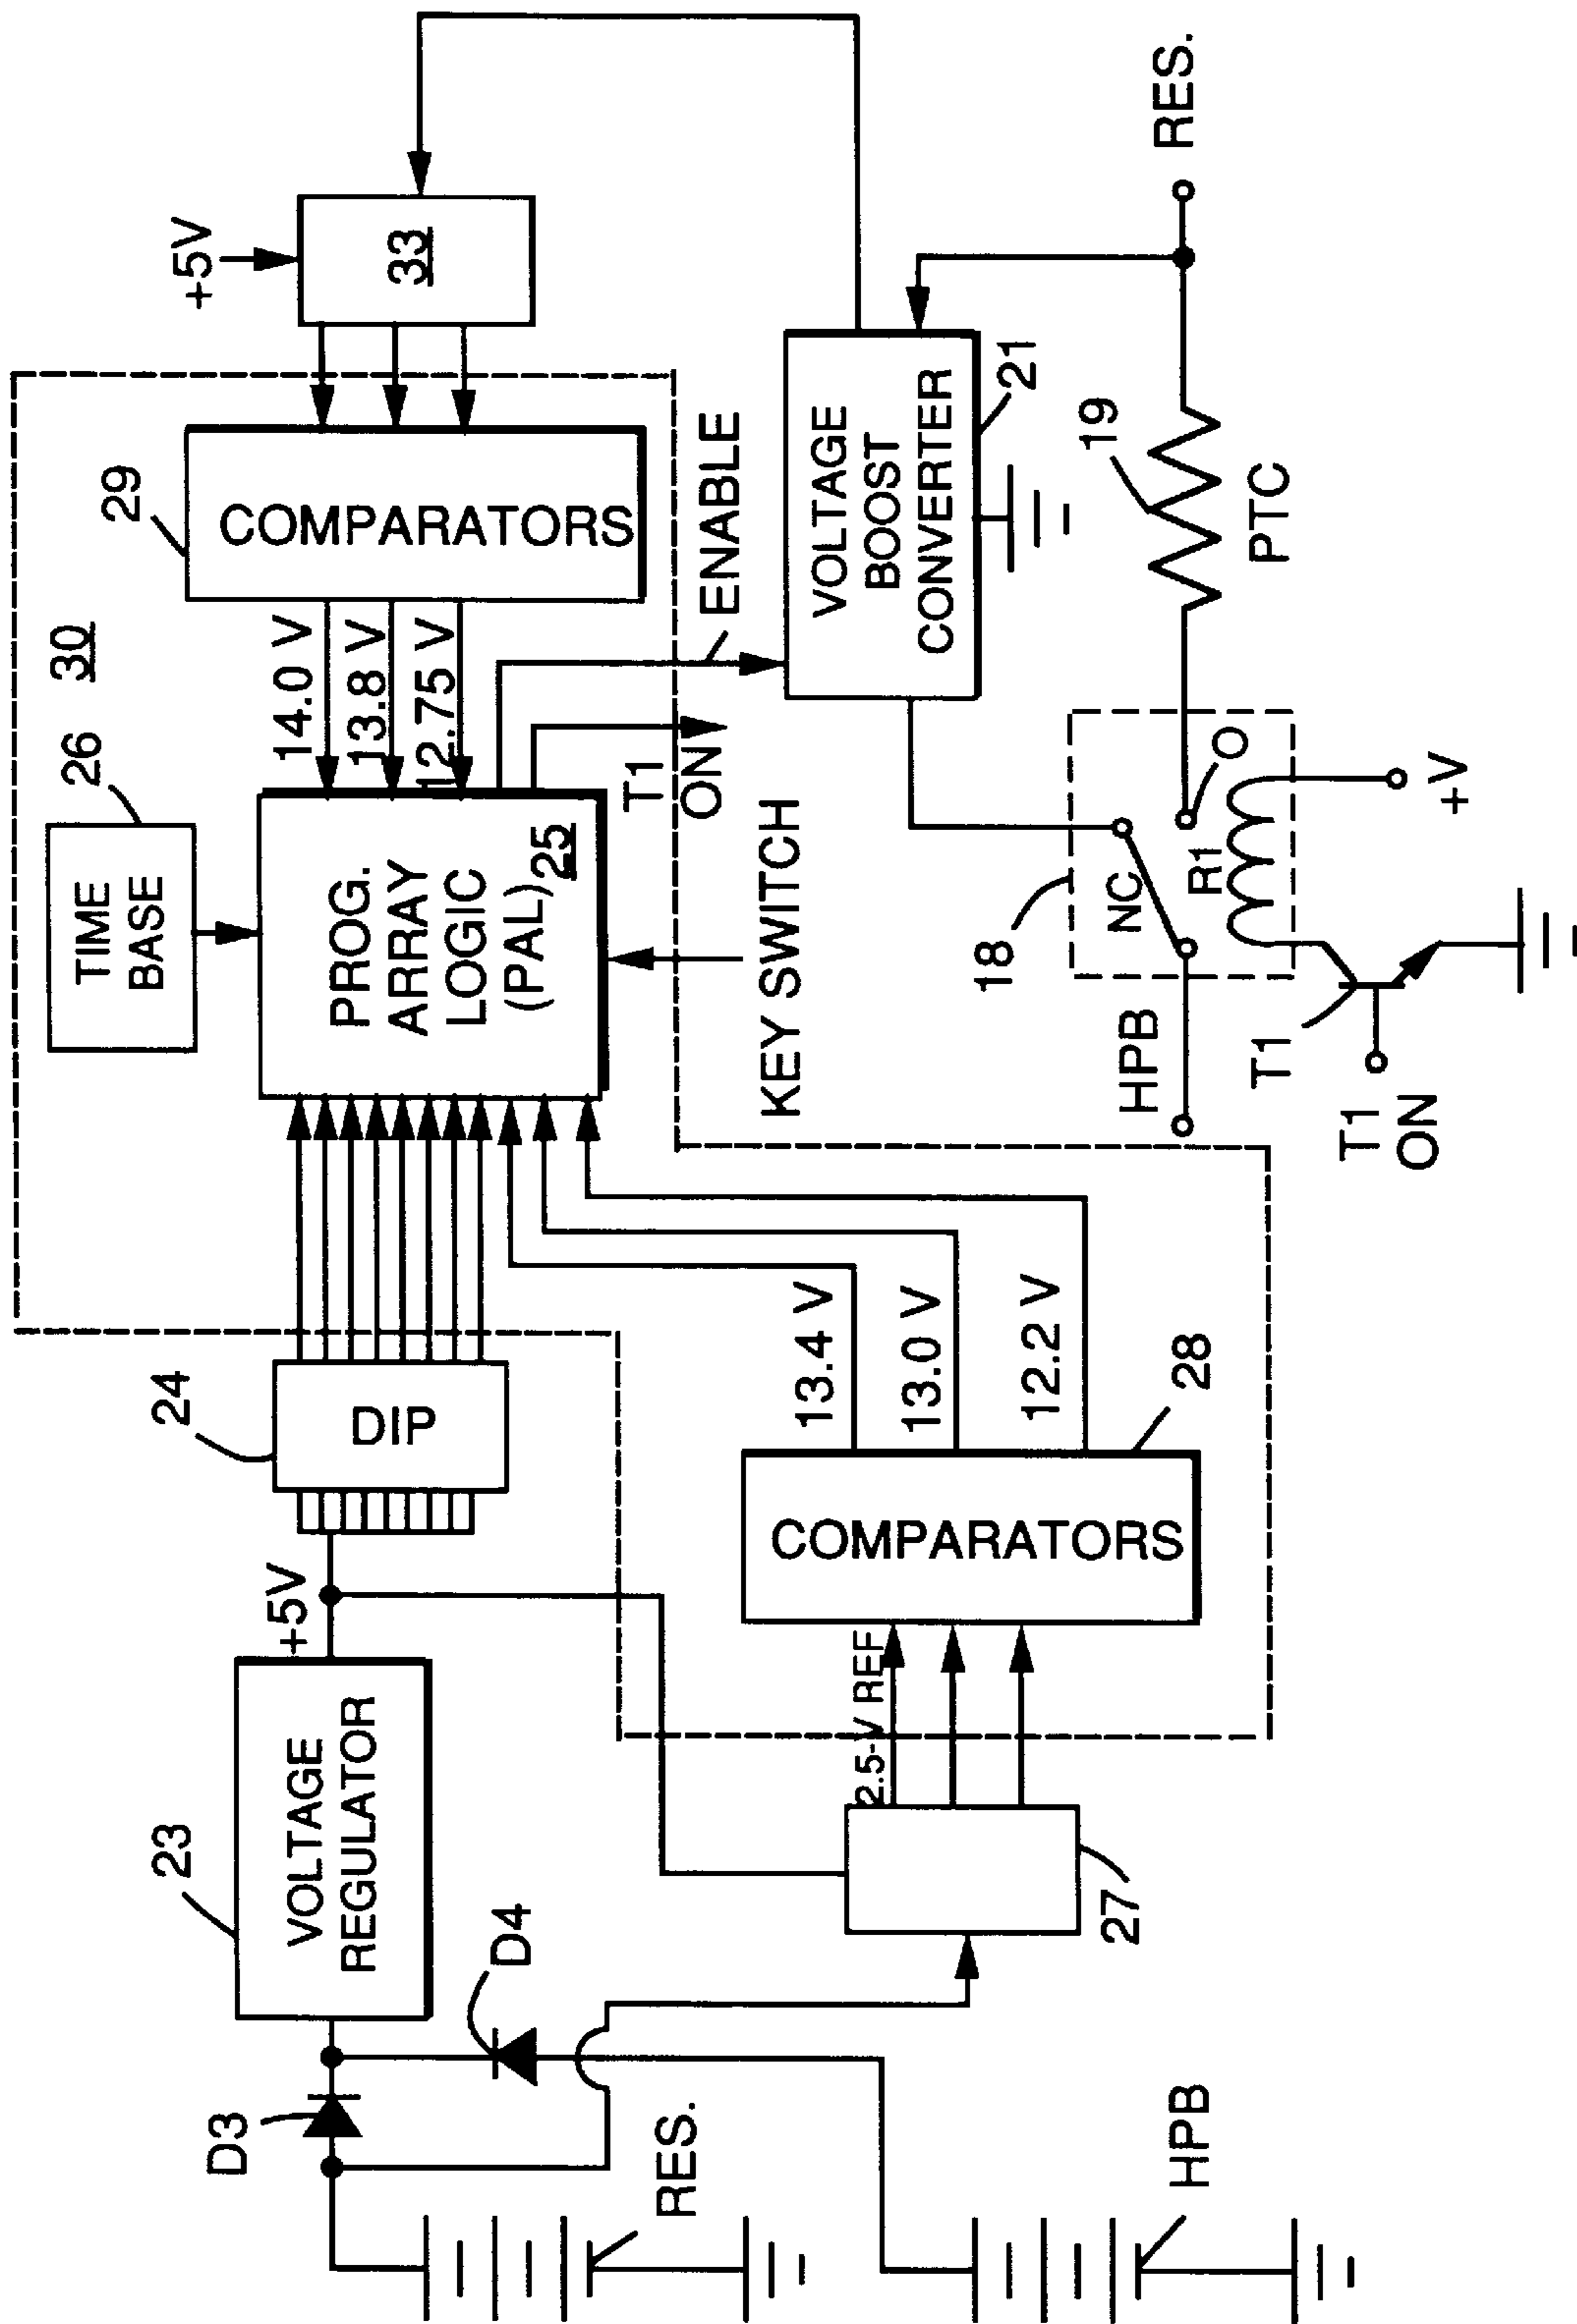 30
26
TIME
BASE
29
COMPARATORS
+5V
33
24
DIP
PROG.
ARRAY
LOGIC
(PAL) 25
14.0 V
13.8 V
12.75 V
23
VOLTAGE
REGULATOR
+5V
D3
D4
T1
ON
ENABLE
KEY SWITCH
RES.
2.5-V REF
27
COMPARATORS
28
13.4 V
13.0 V
12.2 V
VOLTAGE
BOOST
CONVERTER
21
HPB
HPB
18
NC
O
R1
19
PTC
RES.
T1
T1
ON
+V